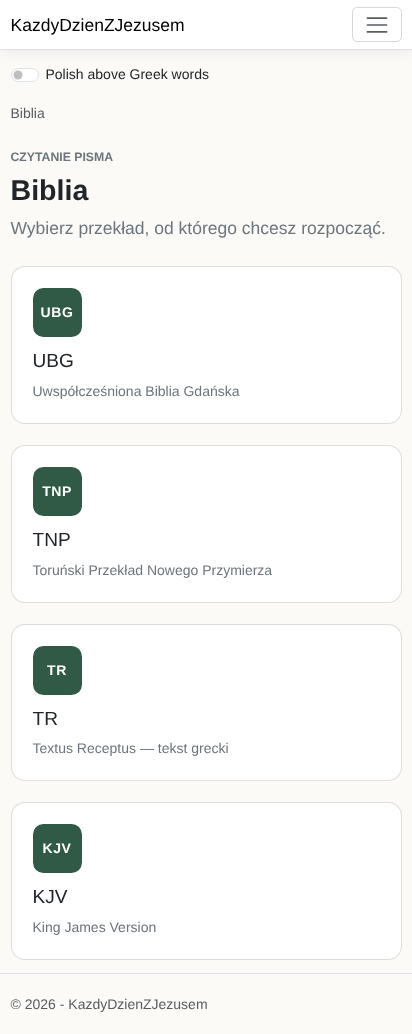 KazdyDzienZJezusem
Polish above Greek words
Biblia
CZYTANIE PISMA
Biblia
Wybierz przekład, od którego chcesz rozpocząć.
UBG
UBG
Uwspółcześniona Biblia Gdańska
TNP
TNP
Toruński Przekład Nowego Przymierza
TR
TR
Textus Receptus — tekst grecki
KJV
KJV
King James Version
© 2026 - KazdyDzienZJezusem